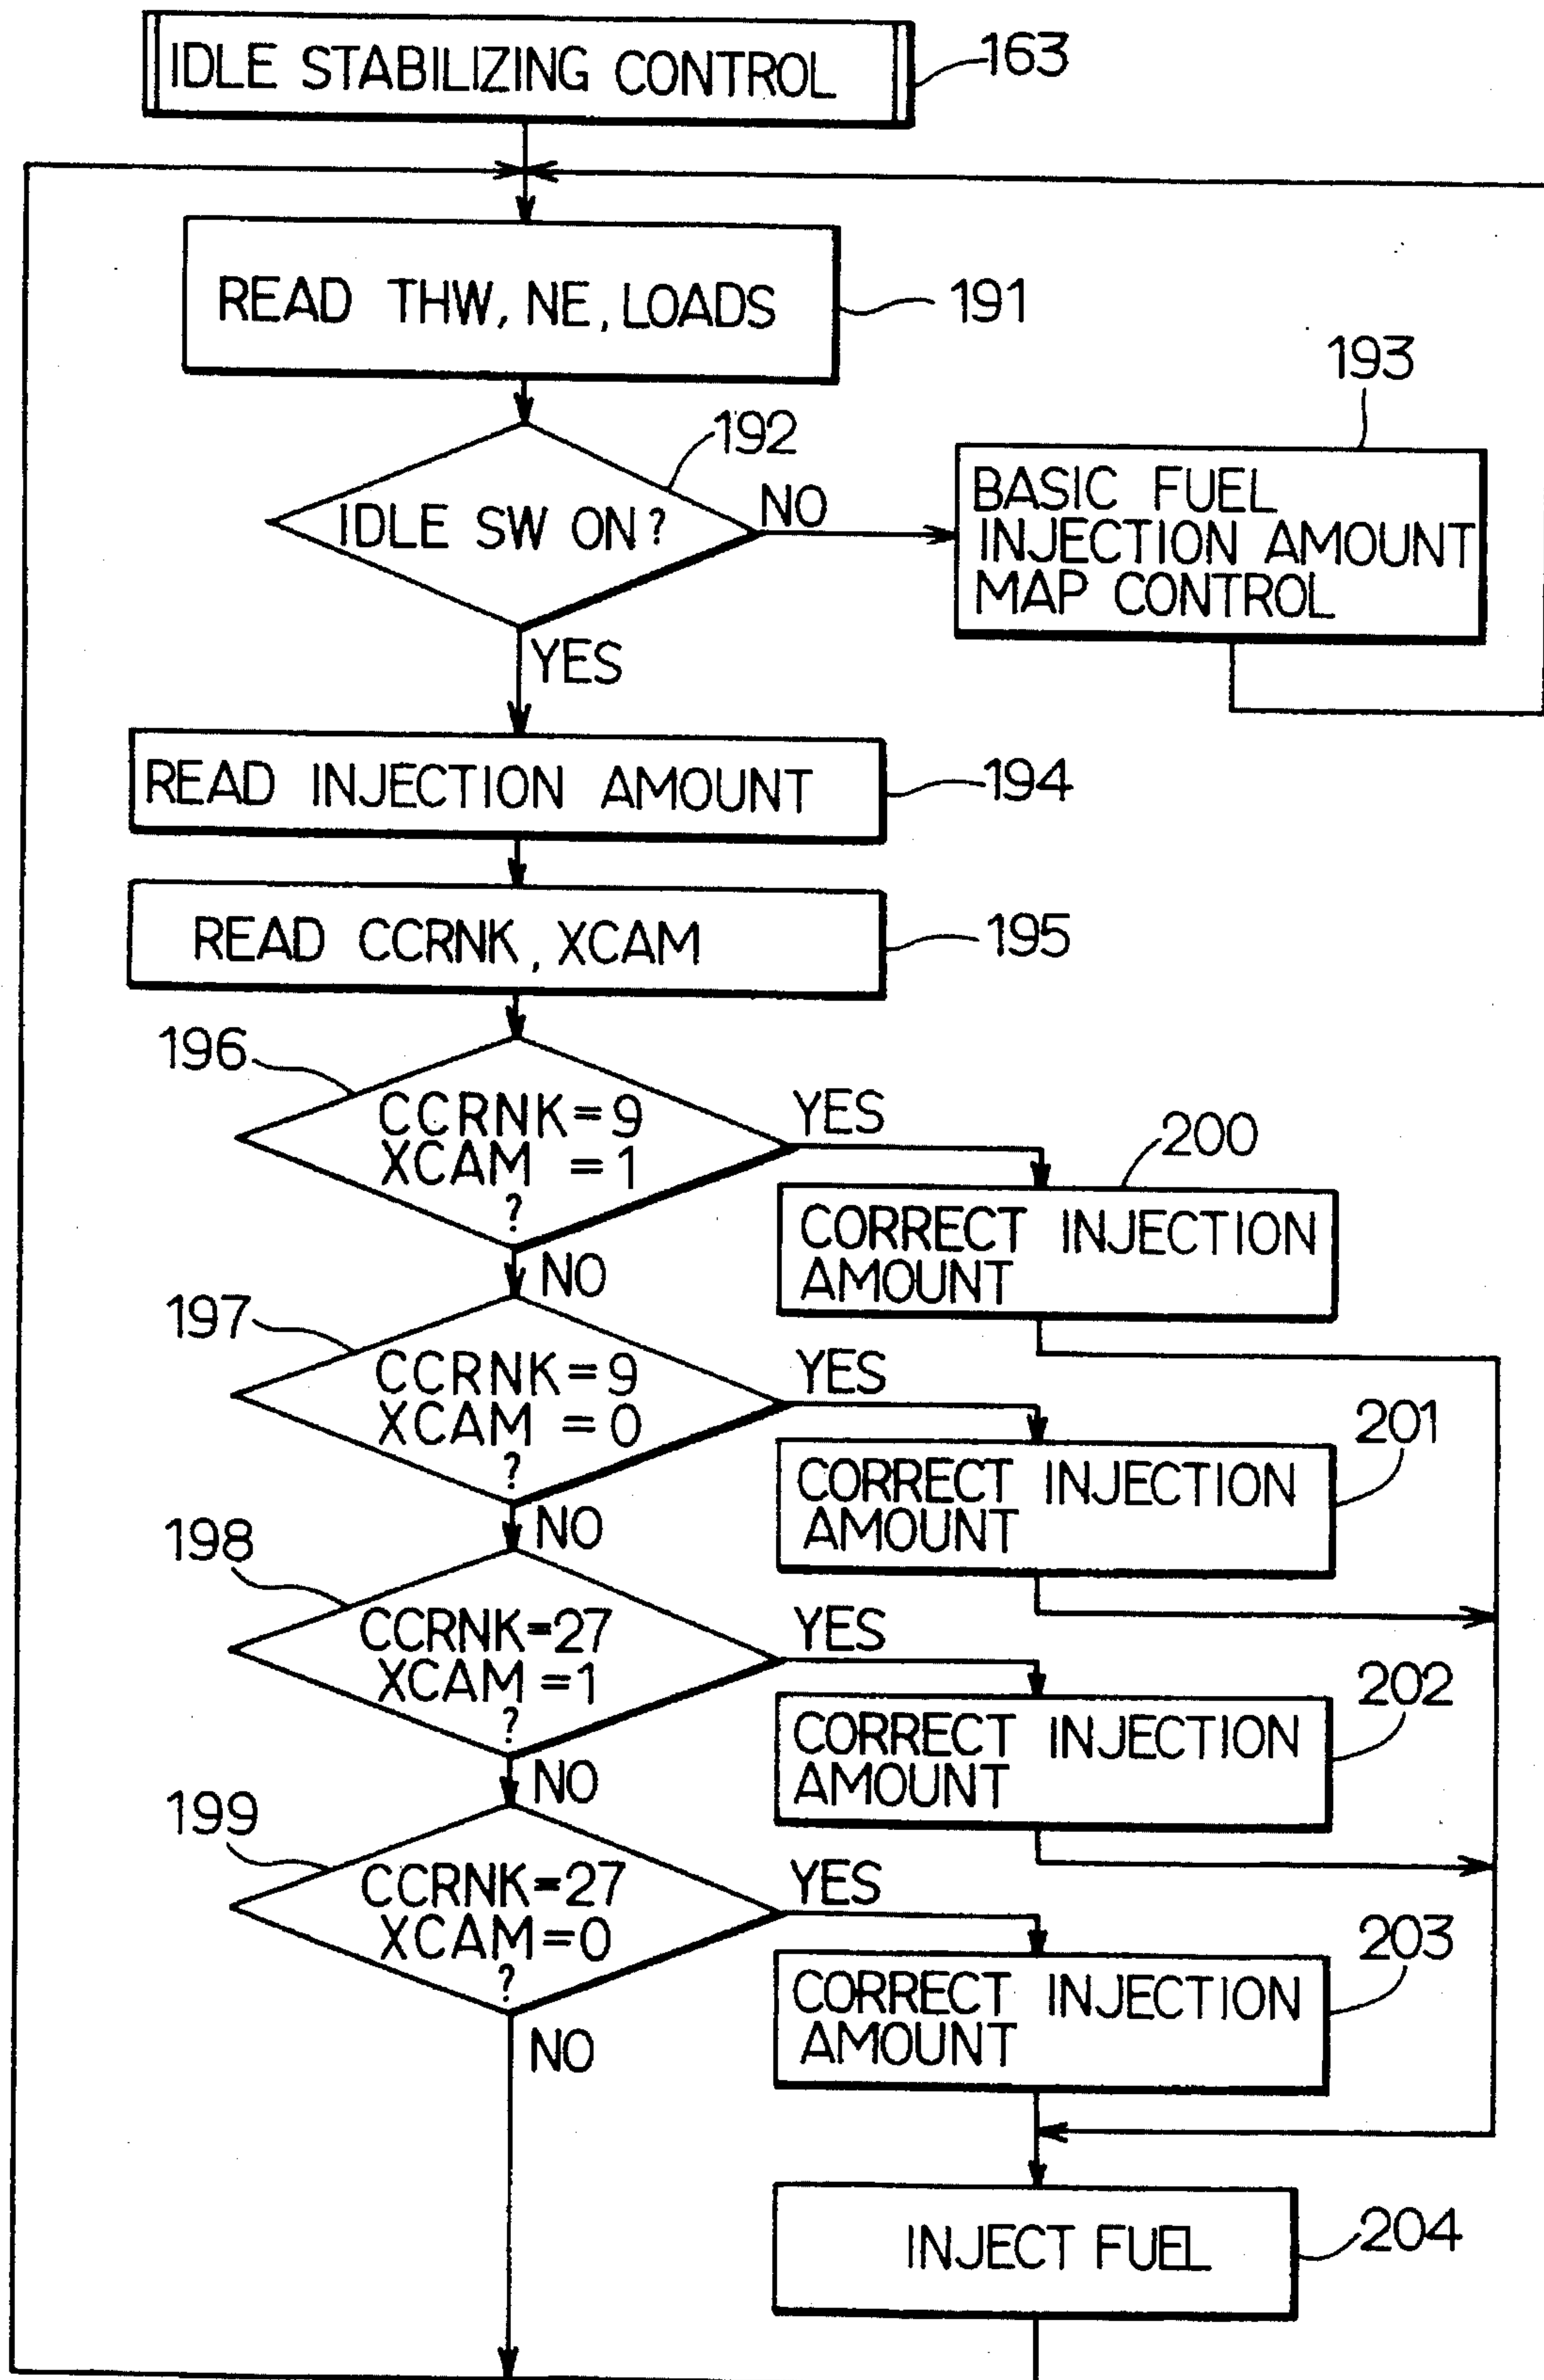 IDLE STABILIZING CONTROL
163
READ THW, NE, LOADS
191
193
192
IDLE SW ON?
NO
BASIC FUEL
INJECTION AMOUNT
MAP CONTROL
YES
READ INJECTION AMOUNT
194
READ CCRNK, XCAM
195
196
CCRNK=9
XCAM =1
?
YES
200
CORRECT INJECTION
AMOUNT
NO
197
CCRNK=9
XCAM =0
?
YES
201
CORRECT INJECTION
AMOUNT
NO
198
CCRNK=27
XCAM =1
?
YES
202
CORRECT INJECTION
AMOUNT
NO
199
CCRNK=27
XCAM=0
?
YES
203
CORRECT INJECTION
AMOUNT
NO
INJECT FUEL
204